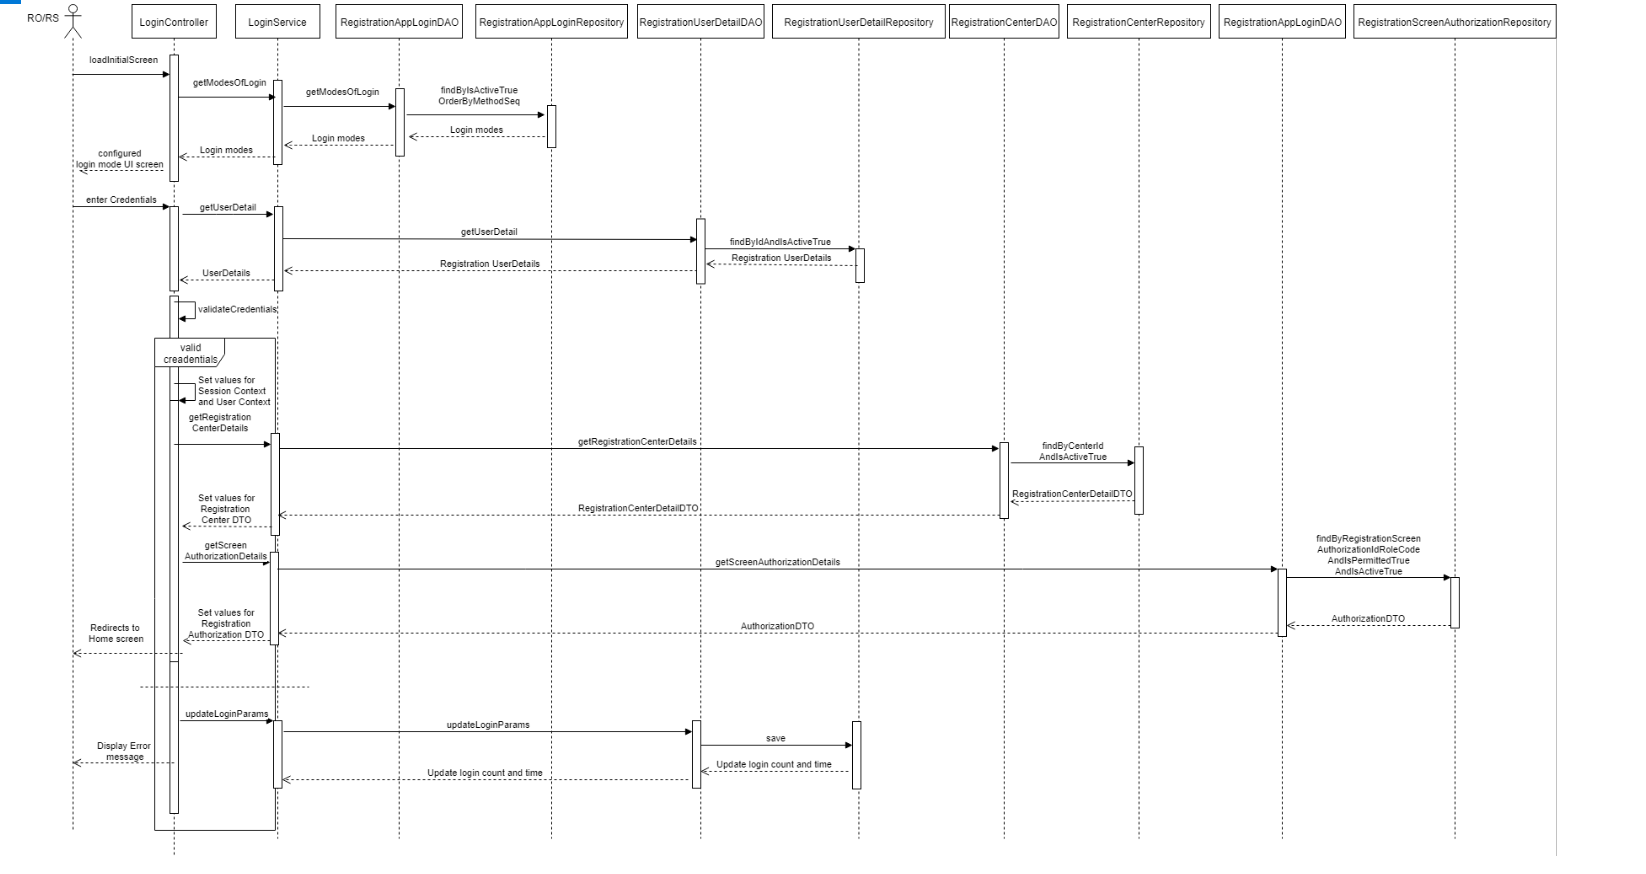 RO/RS
LoginController
LoginService
RegistrationAppLoginDAO
RegistrationAppLoginRepository
RegistrationUserDetailDAO
RegistrationUserDetailRepository
RegistrationCenterDAO
RegistrationCenterRepository
RegistrationAppLoginDAO
RegistrationScreenAuthorizationRepository
loadInitialScreen
getModesOfLogin
getModesOfLogin
findByIsActiveTrue
OrderByMethodSeq
Login modes
Login modes
Login modes
configured
login mode UI screen
enter Credentials
getUserDetail
getUserDetail
findByIdAndIsActiveTrue
Registration UserDetails
Registration UserDetails
UserDetails
validateCredentials
valid
creadentials
Set values for
Session Context
and User Context
getRegistration
CenterDetails
getRegistrationCenterDetails
findByCenterId
AndIsActiveTrue
RegistrationCenterDetailDTO
RegistrationCenterDetailDTO
Set values for
Registration
Center DTO
getScreen
AuthorizationDetails
getScreenAuthorizationDetails
findByRegistrationScreen
AuthorizationIdRoleCode
AndIsPermittedTrue
AndIsActiveTrue
AuthorizationDTO
AuthorizationDTO
Set values for
Registration
Authorization DTO
Redirects to
Home screen
updateLoginParams
updateLoginParams
save
Update login count and time
Update login count and time
Display Error
message